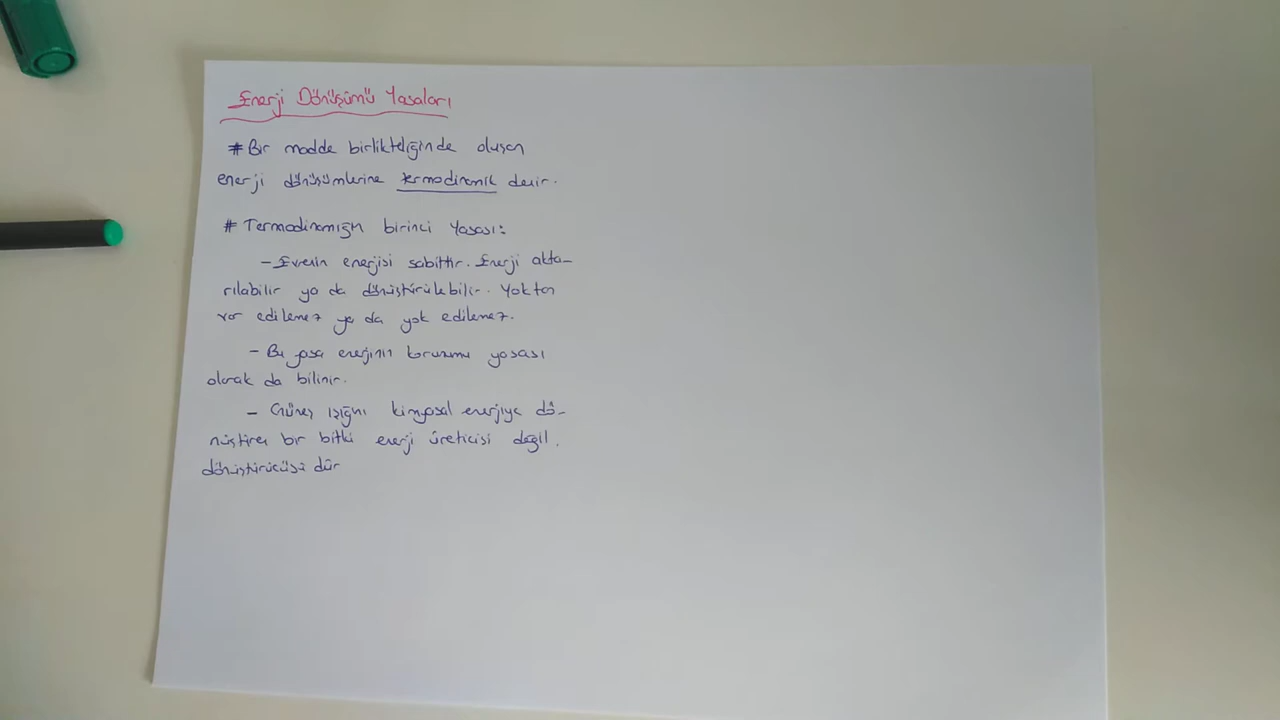 Enerji Dönüşümü Yasaları
# Bir madde birlikteliğinde oluşan
enerji dönüşümlerine termodinamik denir.
# Termodinamiğin birinci Yasası:
- Evrenin enerjisi sabittir. Enerji akta-
rılabilir ya da dönüştürülebilir. Yoktan
var edilemez ya da yok edilemez.
- Bu yasa enerjinin korunumu yasası
olarak da bilinir.
- Güneş ışığını kimyasal enerjiye dö-
nüştüren bir bitki enerji üreticisi değil,
dönüştürücüsü dür